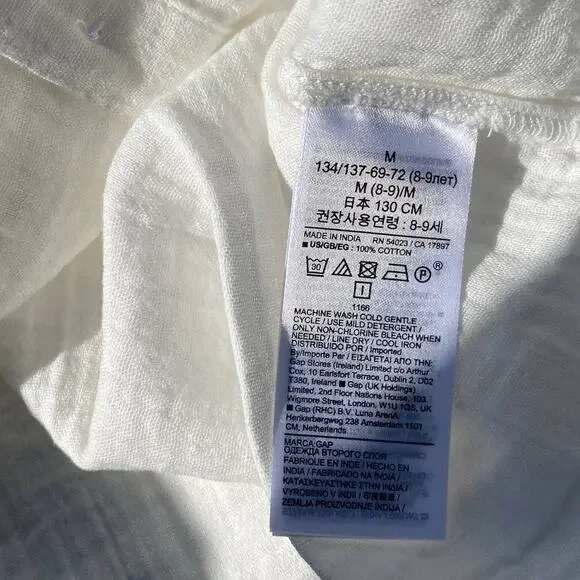 M
134/137-69-72 (8-9лет)
M (8-9)/M
日本 130 CM
권장사용연령 : 8-9세
MADE IN INDIA RN 54023 / CA 17897
■ US/GB/EG : 100% COTTON
30 P ®
I
1166
MACHINE WASH COLD GENTLE
CYCLE / USE MILD DETERGENT /
ONLY NON-CHLORINE BLEACH WHEN
NEEDED / LINE DRY / COOL IRON
DISTRIBUIDO POR / Imported
By/Importe Par / ΕΙΣΑΓΕΤΑΙ ΑΠΟ ΤΗΝ:
Gap Stores (Ireland) Limited c/o Arthur
Cox, 10 Earlsfort Terrace, Dublin 2, D02
T380, Ireland ■ Gap (UK Holdings)
Limited, 2nd Floor Nations House, 103
Wigmore Street, London, W1U 1QS, UK
■ Gap (RHC) B.V. Luna ArenA
Herikerbergweg 238 Amsterdam 1101
CM, Netherlands
MARCA GAP
ОДЕЖДА ВТОРОГО СЛОЯ
FABRIQUE EN INDE / HECHO EN
INDIA / FABRICADO NA ÍNDIA /
ΚΑΤΑΣΚΕΥΑΣΤΗΚΕ ΣΤΗΝ INDIA /
VYROBENO V INDII / 印度製造 /
ZEMLJA PROIZVODNJE INDIJA /